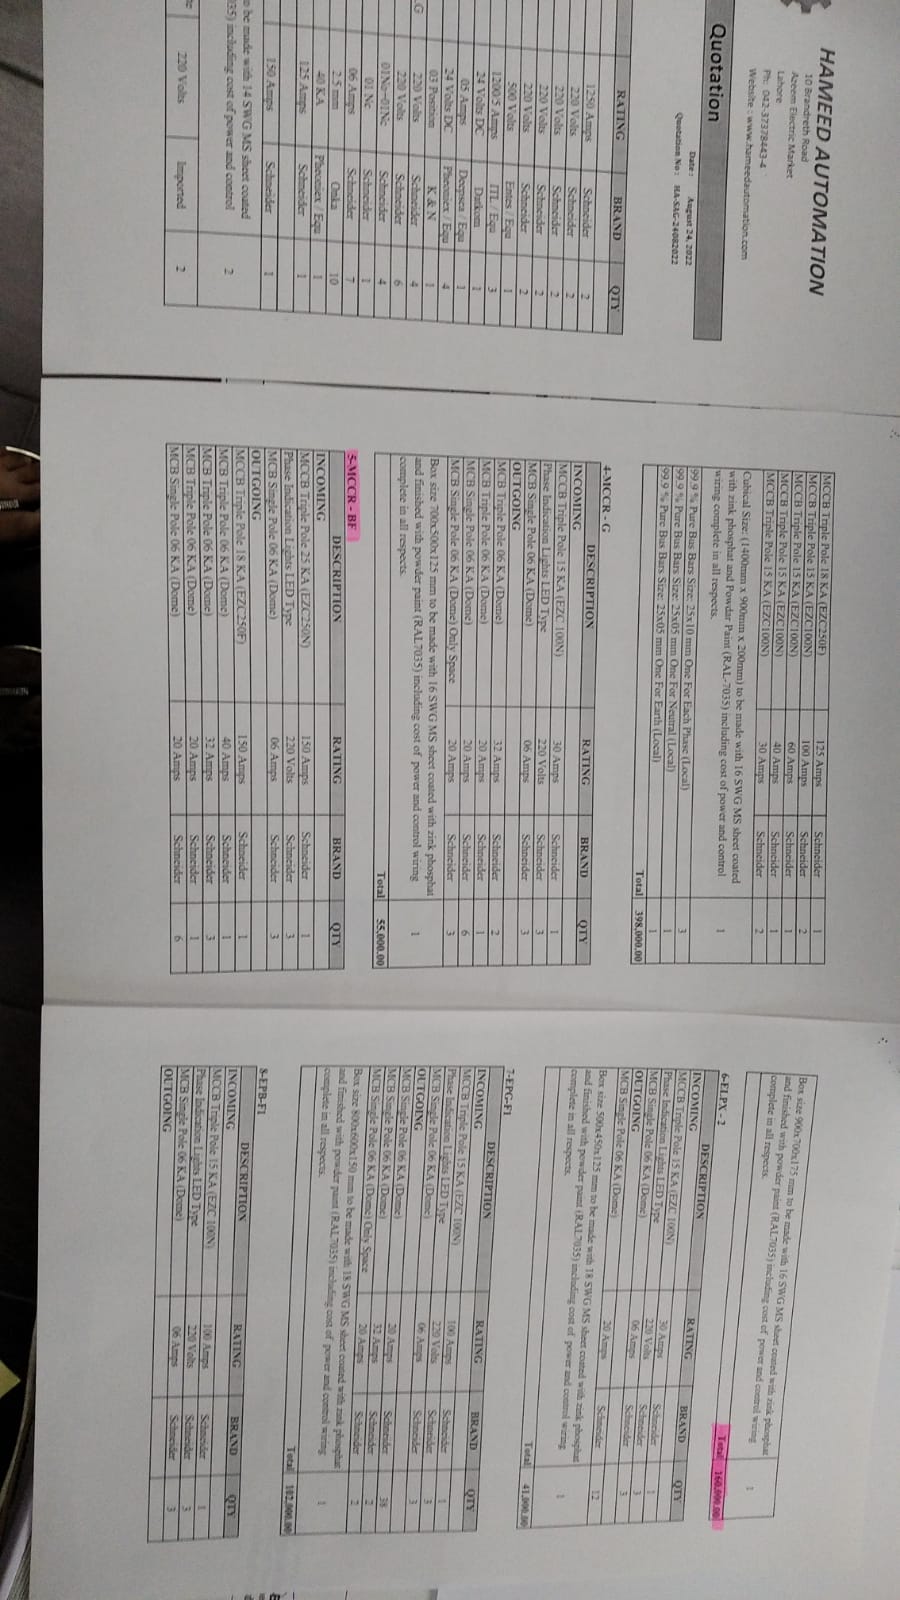 HAMEED AUTOMATION
10 Brandreth Road
Azeem Electric Market
Lahore
Ph: 042-37378443-4
Website : www.hameedautomation.com
Quotation
Date : August 24, 2022
Quotation No : HA-SAG-24082022
RATING BRAND QTY
1250 Amps Schneider 2
220 Volts Schneider 2
220 Volts Schneider 2
220 Volts Schneider 2
220 Volts Schneider 2
500 Volts Entes / Equ 1
1200/5 Amps ITL / Equ 3
24 Volts DC Datkom 1
05 Amps Deepsea / Equ 1
24 Volts DC Pheoniex / Equ 4
03 Position K & N 1
220 Volts Schneider 4
220 Volts Schneider 6
01No+01Nc Schneider 4
01 Nc Schneider 1
06 Amps Schneider 7
2.5 mm Onka 10
40 KA Pheoniex / Equ 1
125 Amps Schneider 1
150 Amps Schneider 1
be made with 14 SWG MS sheet coated
035) including cost of power and control 2
220 Volts Imported 2
MCCB Triple Pole 18 KA (EZC250F) 125 Amps Schneider 1
MCCB Triple Pole 15 KA (EZC100N) 100 Amps Schneider 2
MCCB Triple Pole 15 KA (EZC100N) 60 Amps Schneider 1
MCCB Triple Pole 15 KA (EZC100N) 40 Amps Schneider 1
MCCB Triple Pole 15 KA (EZC100N) 30 Amps Schneider 2
Cubical Size: (1400mm x 900mm x 200mm) to be made with 16 SWG MS sheet coated
with zink phosphat and Powdar Paint (RAL-7035) including cost of power and control 1
wiring complete in all respects.
99.9 % Pure Bus Bars Size: 25x10 mm One For Each Phase (Local) 3
99.9 % Pure Bus Bars Size: 25x05 mm One For Neutral (Local) 1
99.9 % Pure Bus Bars Size: 25x05 mm One For Earth (Local) 1
Total 398,000.00
4-MCCR - G
DESCRIPTION RATING BRAND QTY
INCOMING
MCCB Triple Pole 15 KA (EZC 100N) 30 Amps Schneider 1
Phase Indication Lights LED Type 220 Volts Schneider 3
MCB Single Pole 06 KA (Dome) 06 Amps Schneider 3
OUTGOING
MCB Triple Pole 06 KA (Dome) 32 Amps Schneider 2
MCB Triple Pole 06 KA (Dome) 20 Amps Schneider 1
MCB Single Pole 06 KA (Dome) 20 Amps Schneider 6
MCB Single Pole 06 KA (Dome) Only Space 20 Amps Schneider 3
Box size 700x500x125 mm to be made with 16 SWG MS sheet coated with zink phosphat
and finished with powder paint (RAL7035) including cost of power and control wiring 1
complete in all respects.
Total 55,000.00
5-MCCR - BF
DESCRIPTION RATING BRAND QTY
INCOMING
MCCB Triple Pole 25 KA (EZC250N) 150 Amps Schneider 1
Phase Indication Lights LED Type 220 Volts Schneider 3
MCB Single Pole 06 KA (Dome) 06 Amps Schneider 3
OUTGOING
MCCB Triple Pole 18 KA (EZC250F) 150 Amps Schneider 1
MCB Triple Pole 06 KA (Dome) 40 Amps Schneider 1
MCB Triple Pole 06 KA (Dome) 32 Amps Schneider 3
MCB Triple Pole 06 KA (Dome) 20 Amps Schneider 1
MCB Single Pole 06 KA (Dome) 20 Amps Schneider 6
Box size 900x700x175 mm to be made with 16 SWG MS sheet coated with zink phosphat
and finished with powder paint (RAL7035) including cost of power and control wiring 1
complete in all respects.
Total 160,000.00
6-ELPX - 2
DESCRIPTION RATING BRAND QTY
INCOMING
MCCB Triple Pole 15 KA (EZC 100N) 30 Amps Schneider 1
Phase Indication Lights LED Type 220 Volts Schneider 3
MCB Single Pole 06 KA (Dome) 06 Amps Schneider 3
OUTGOING
MCB Single Pole 06 KA (Dome) 20 Amps Schneider 12
Box size 500x450x125 mm to be made with 18 SWG MS sheet coated with zink phosphat
and finished with powder paint (RAL7035) including cost of power and control wiring 1
complete in all respects.
Total 41,000.00
7-EPG-F1
DESCRIPTION RATING BRAND QTY
INCOMING
MCCB Triple Pole 15 KA (EZC 100N) 100 Amps Schneider 1
Phase Indication Lights LED Type 220 Volts Schneider 3
MCB Single Pole 06 KA (Dome) 06 Amps Schneider 3
OUTGOING
MCB Single Pole 06 KA (Dome) 20 Amps Schneider 38
MCB Single Pole 06 KA (Dome) 32 Amps Schneider 2
MCB Single Pole 06 KA (Dome) Only Space 20 Amps Schneider 2
Box size 800x600x150 mm to be made with 18 SWG MS sheet coated with zink phosphat
and finished with powder paint (RAL7035) including cost of power and control wiring 1
complete in all respects.
Total 102,000.00
8-EPB-F1
DESCRIPTION RATING BRAND QTY
INCOMING
MCCB Triple Pole 15 KA (EZC 100N) 100 Amps Schneider 1
Phase Indication Lights LED Type 220 Volts Schneider 3
MCB Single Pole 06 KA (Dome) 06 Amps Schneider 3
OUTGOING